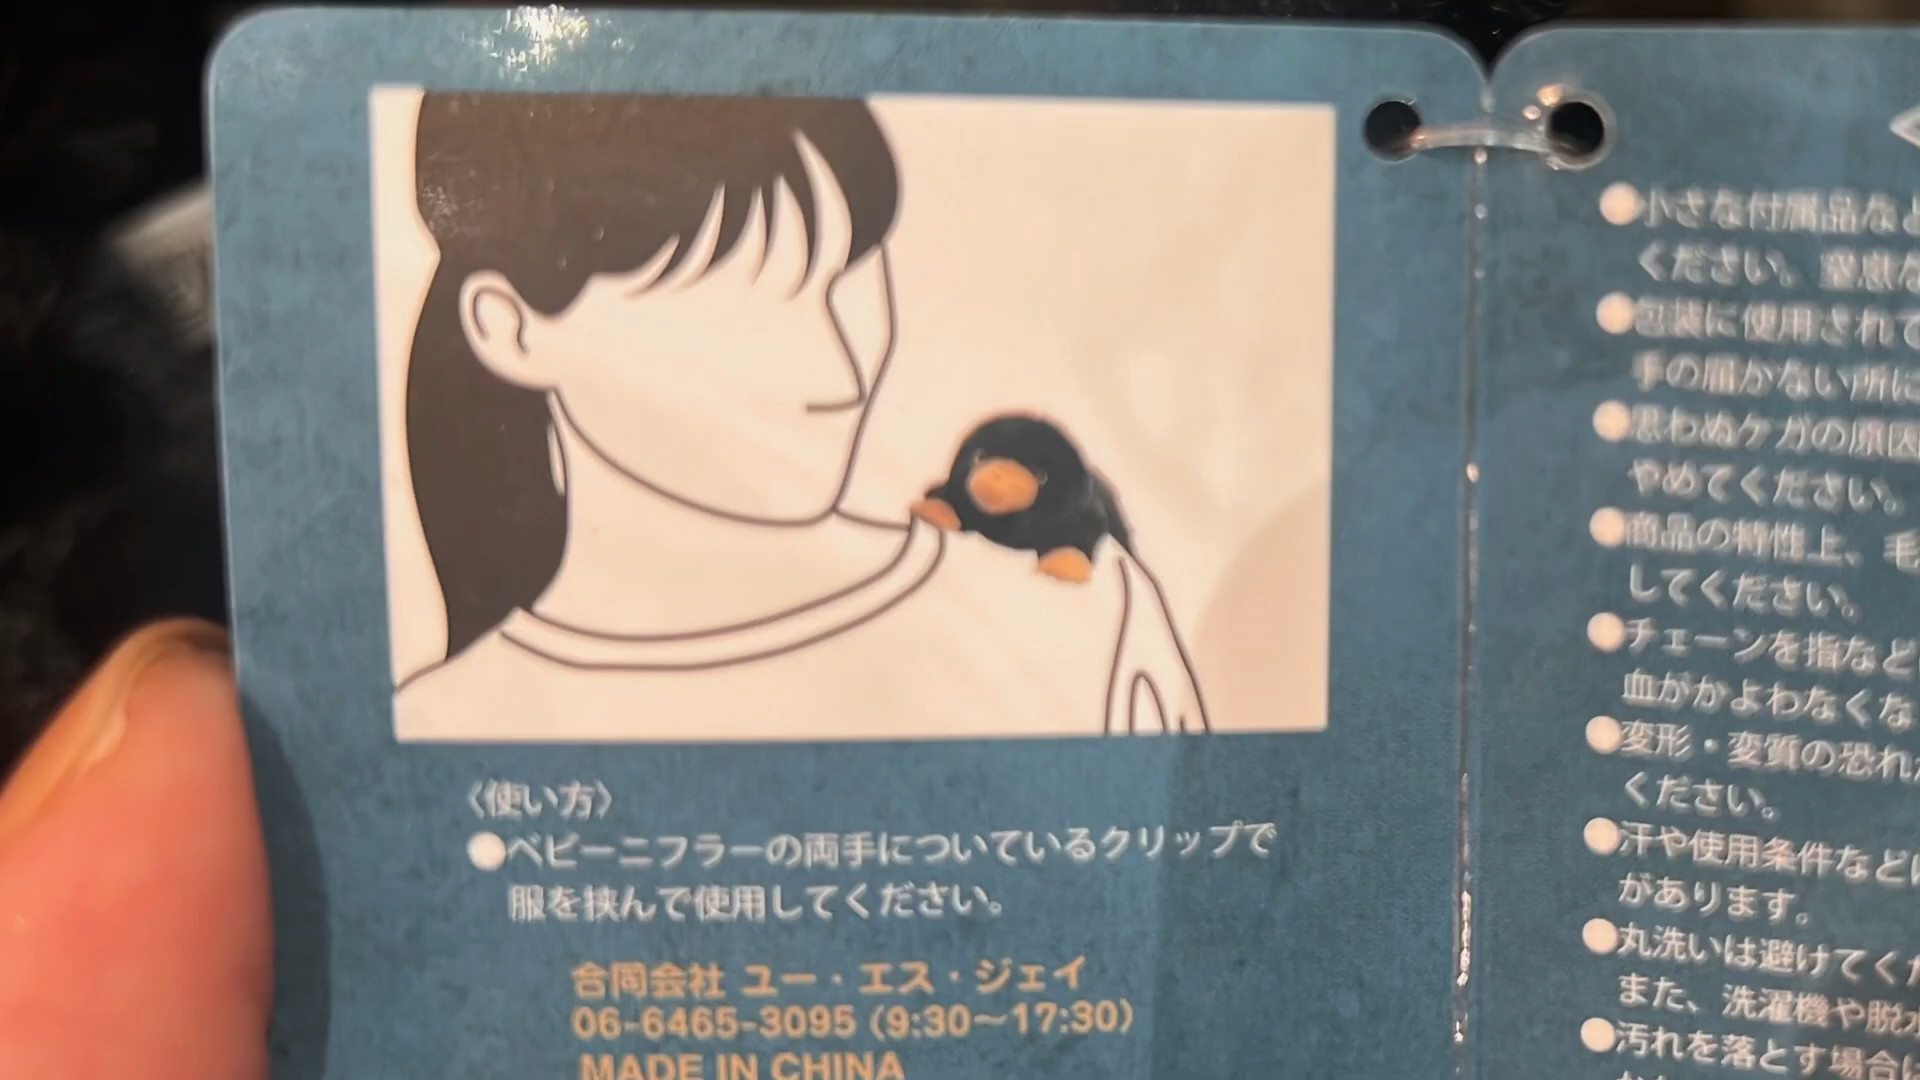 〈使い方〉
●ベビーニフラーの両手についているクリップで
服を挟んで使用してください。
合同会社 ユー・エス・ジェイ
06-6465-3095（9:30〜17:30）
MADE IN CHINA
●小さな付属品など
ください。窒息な
●包装に使用されて
手の届かない所に
●思わぬケガの原因
やめてください。
●商品の特性上、毛
してください。
●チェーンを指など
血がかよわなくな
●変形・変質の恐れ
ください。
●汗や使用条件などに
があります。
●丸洗いは避けてくだ
また、洗濯機や脱水
●汚れを落とす場合は